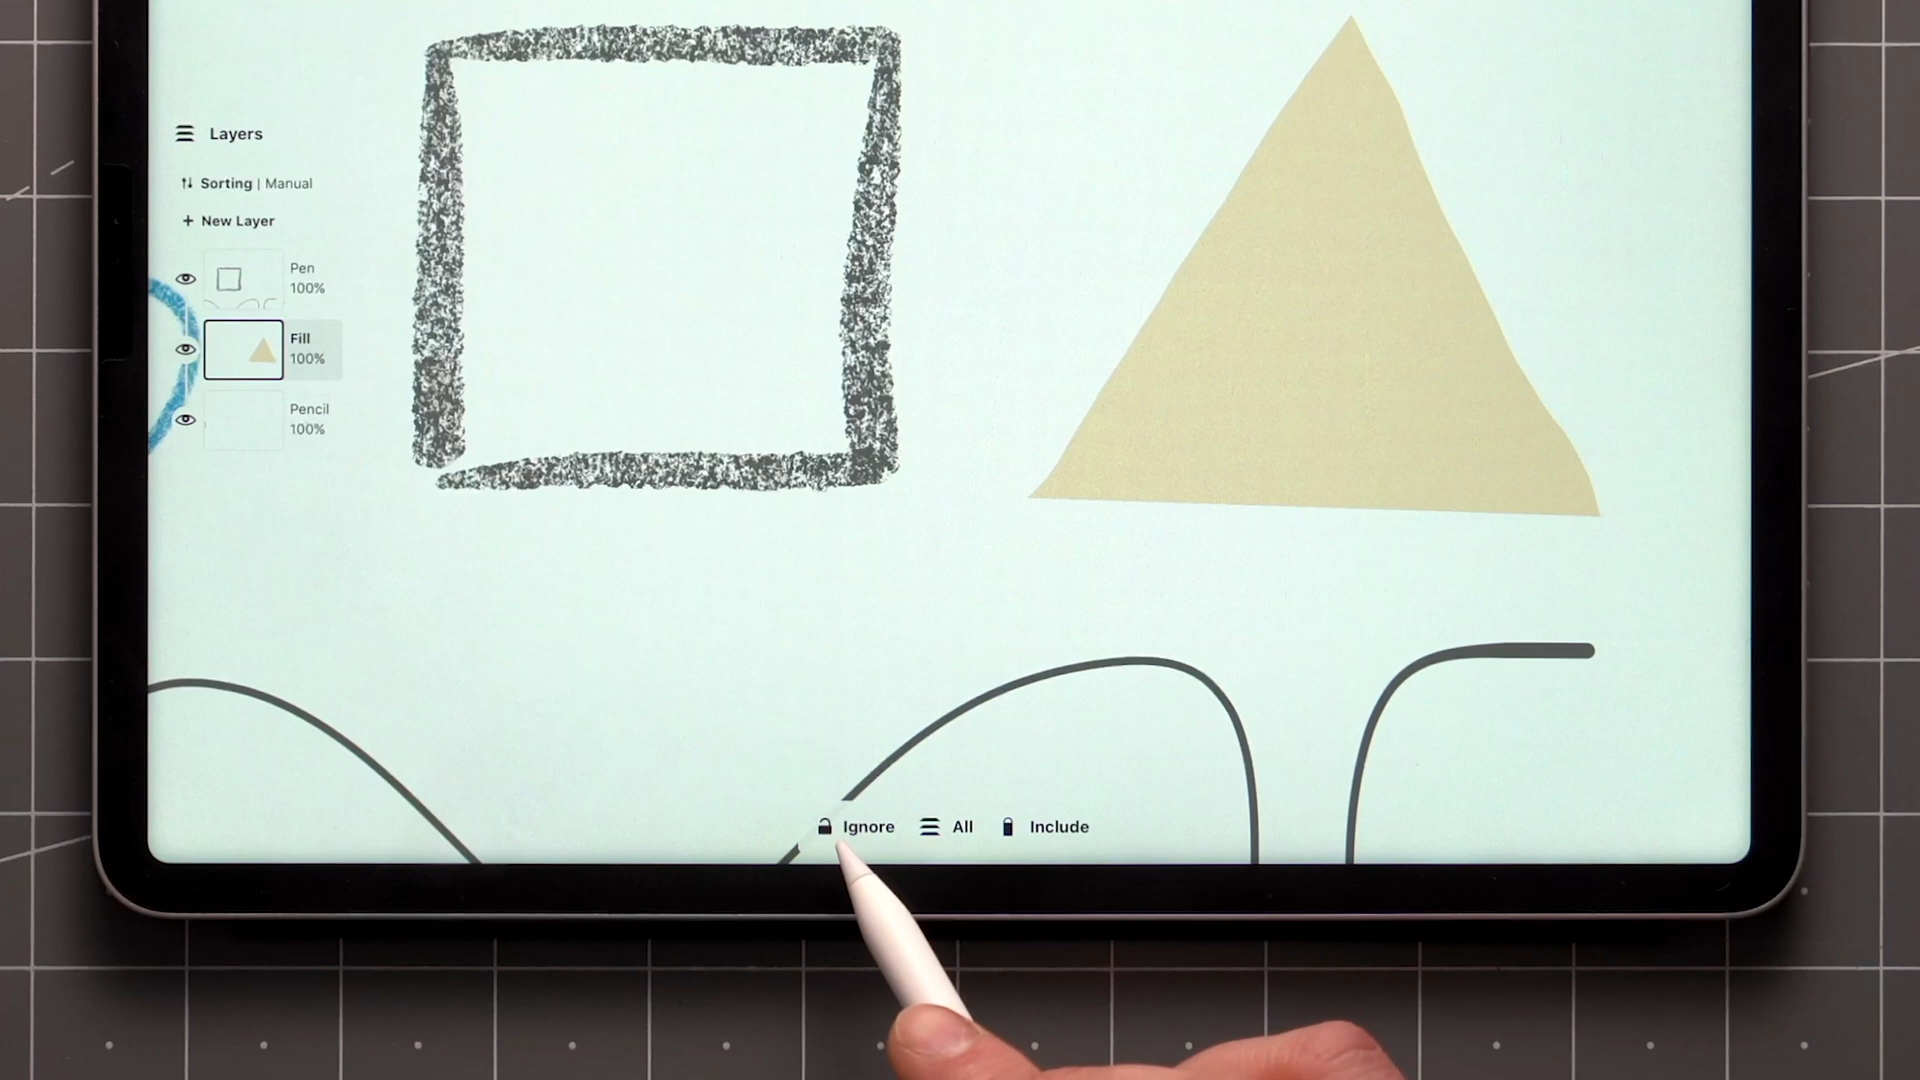 Layers
Sorting | Manual
+ New Layer
Pen
100%
Fill
100%
Pencil
100%
Ignore
All
Include